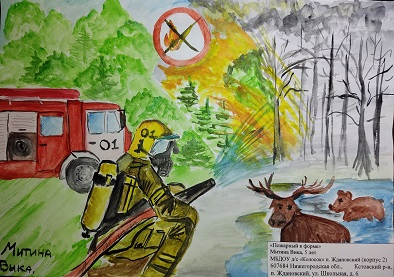 01
01
Митина
Вика.
«Пожарный в форме»
Митина Вика, 5 лет
МБДОУ д/с «Колосок» п. Ждановский (корпус 2)
607684 Нижегородская обл., Кстовский р-н,
п. Ждановский, ул. Школьная,